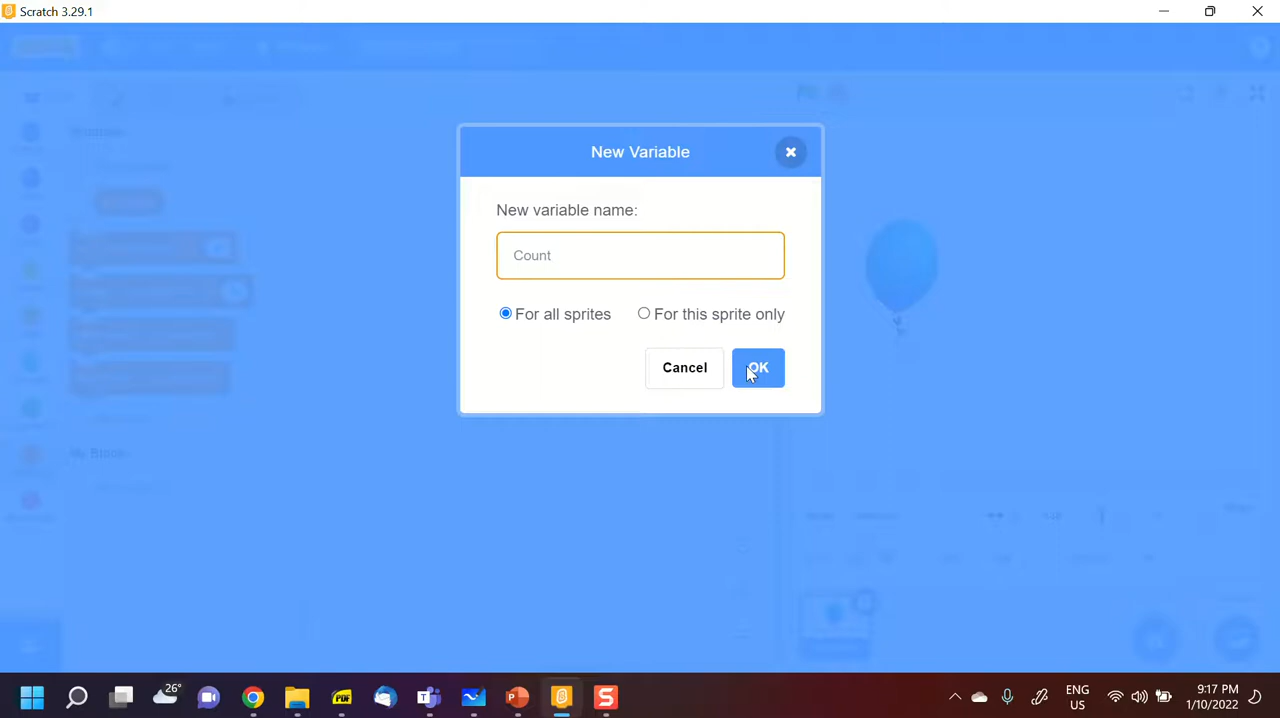 Scratch 3.29.1
New Variable
New variable name:
Count
For all sprites
For this sprite only
Cancel
OK
26°
ENG
US
9:17 PM
1/10/2022